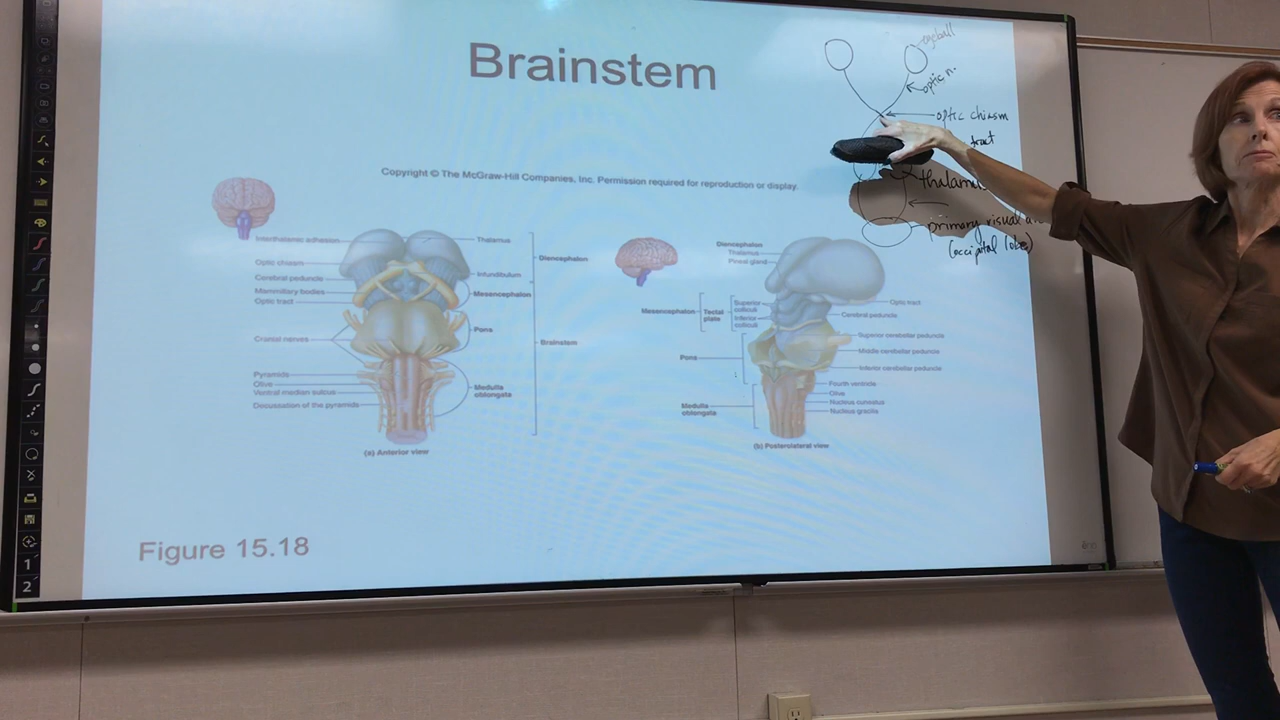 Brainstem
eyeball
optic n.
optic chiasm
tract
thalamus
primary visual
(occipital lobe)
Copyright © The McGraw-Hill Companies, Inc. Permission required for reproduction or display.
Interthalamic adhesion
Optic chiasm
Cerebral peduncle
Mammillary bodies
Optic tract
Cranial nerves
Pyramids
Olive
Ventral median sulcus
Decussation of the pyramids
Thalamus
Infundibulum
Mesencephalon
Pons
Medulla
oblongata
Diencephalon
Brainstem
(a) Anterior view
Diencephalon
Thalamus
Pineal gland
Mesencephalon
Tectal
plate
Superior
colliculi
Inferior
colliculi
Pons
Medulla
oblongata
Optic tract
Cerebral peduncle
Superior cerebellar peduncle
Middle cerebellar peduncle
Inferior cerebellar peduncle
Fourth ventricle
Olive
Nucleus cuneatus
Nucleus gracilis
(b) Posterolateral view
Figure 15.18
1
2